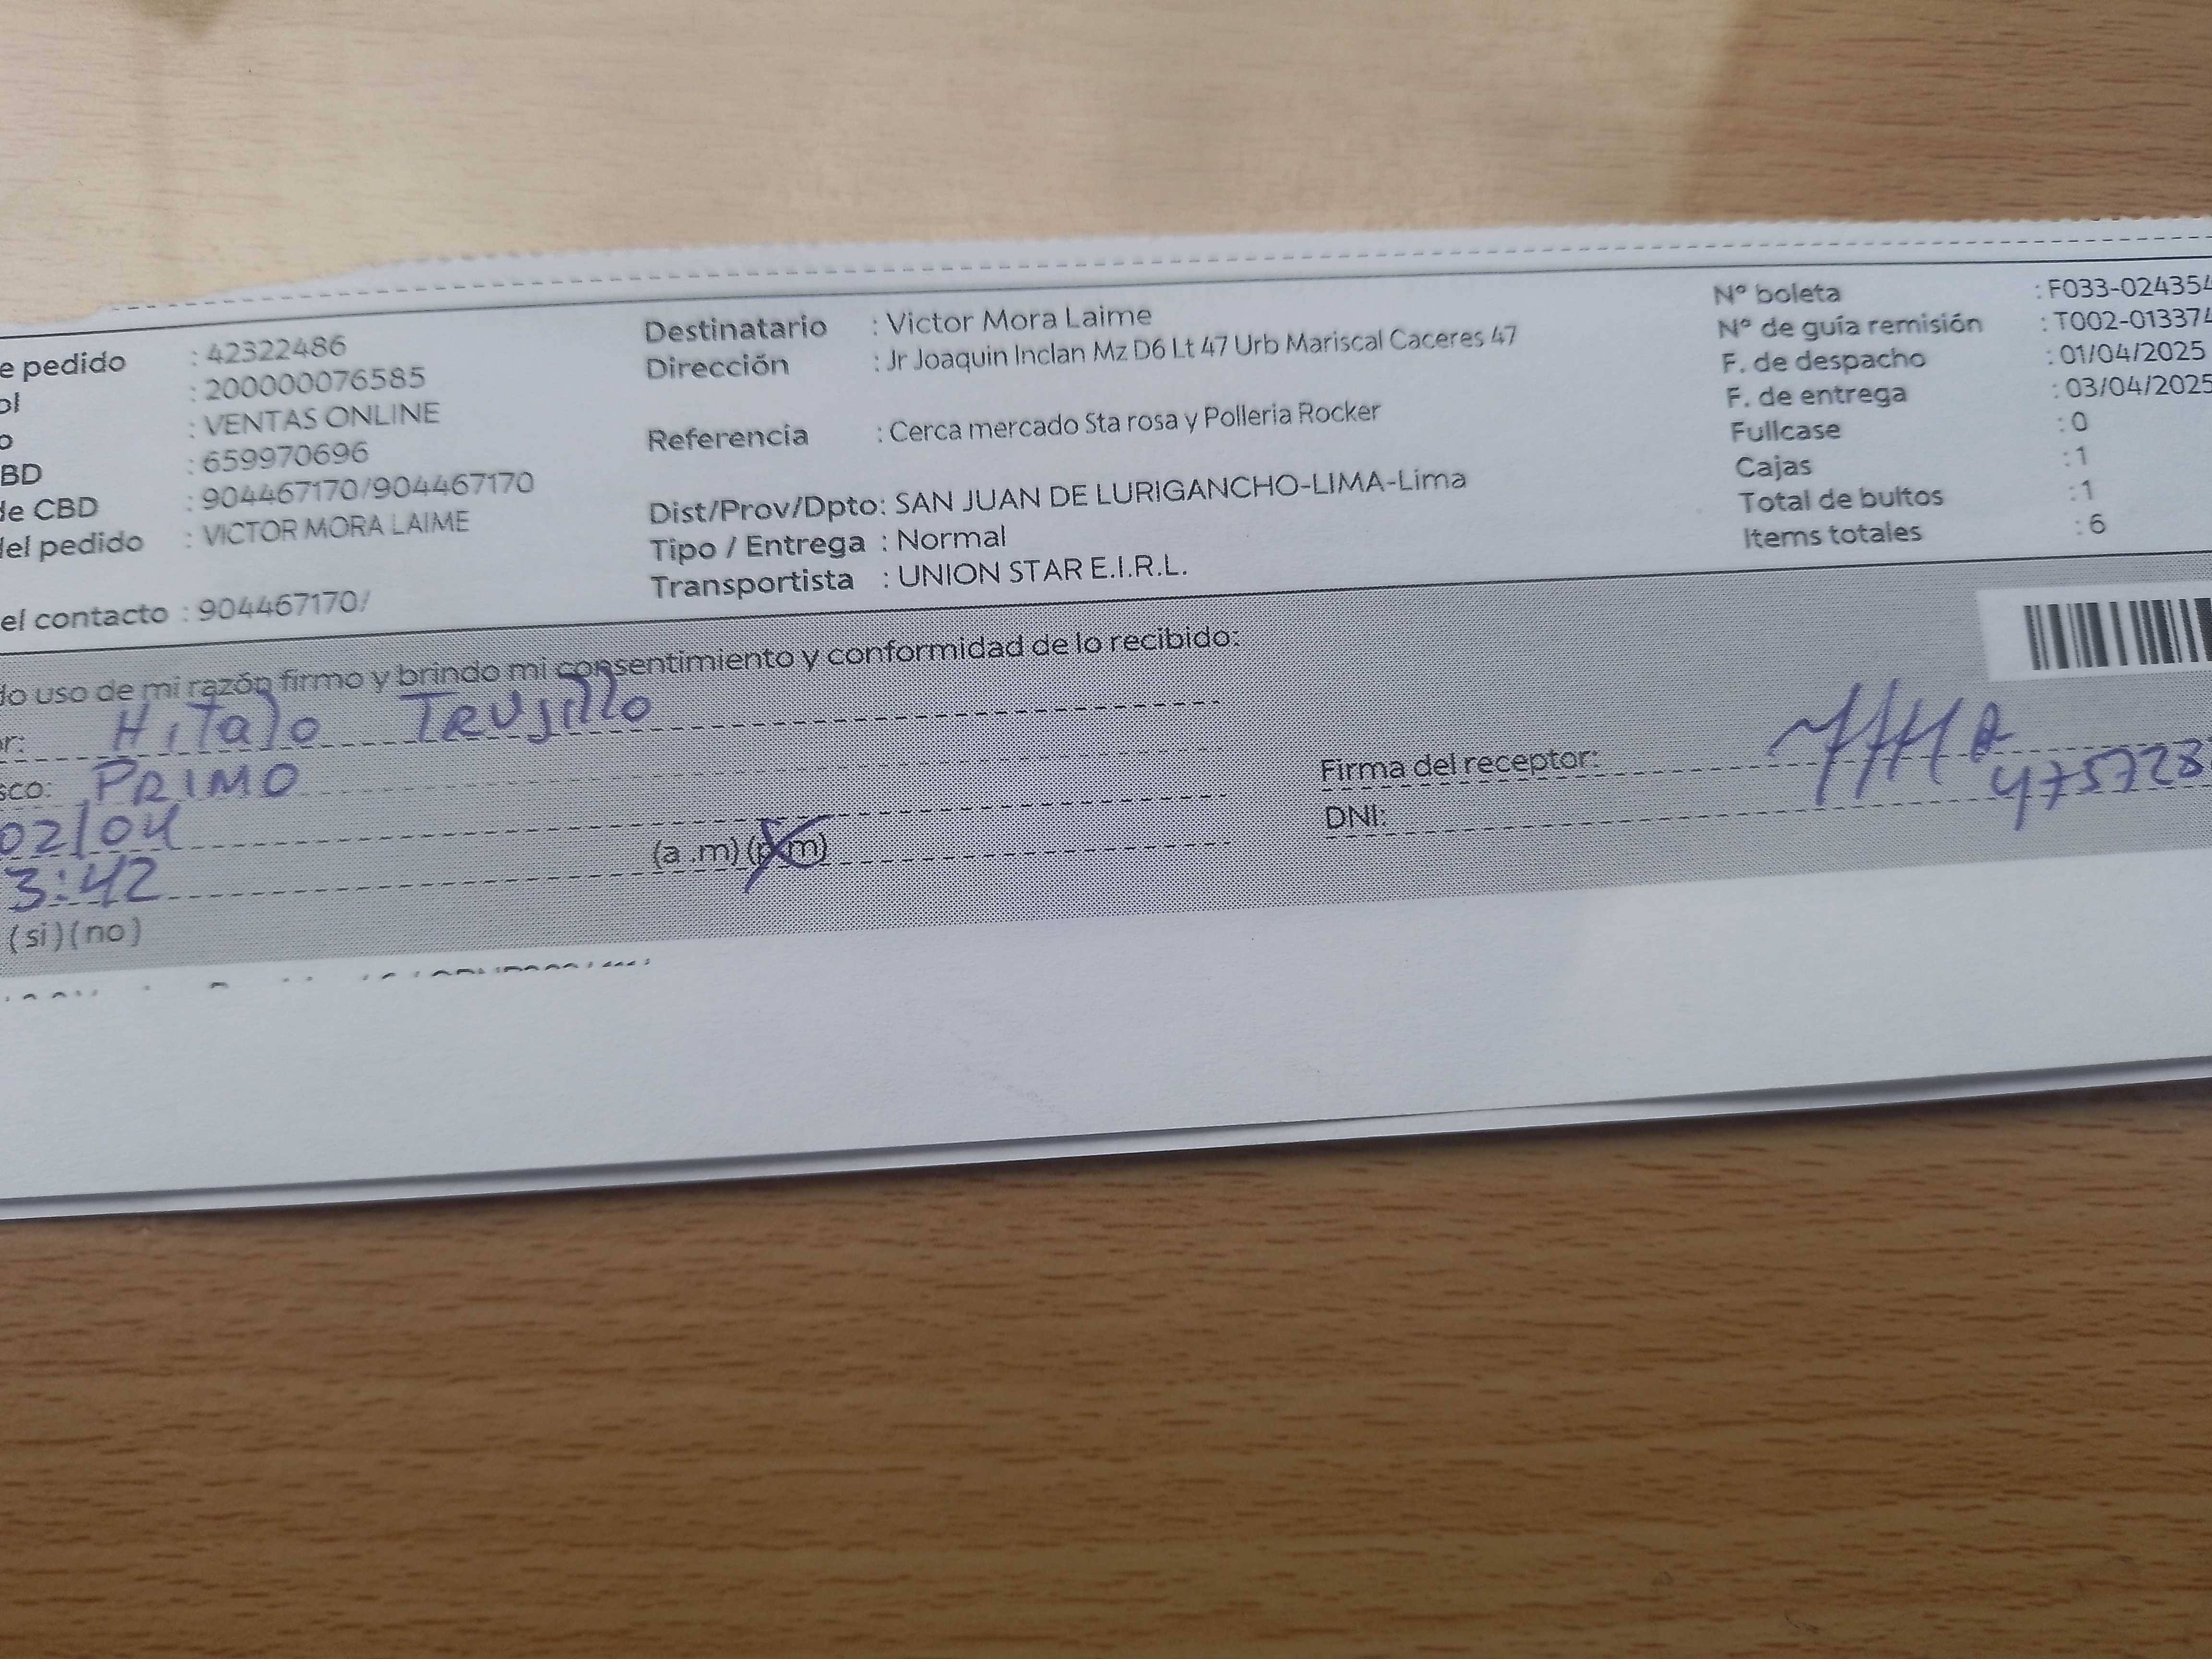 e pedido : 42322486
ol : 200000076585
o : VENTAS ONLINE
BD : 659970696
de CBD : 904467170/904467170
del pedido : VICTOR MORA LAIME
el contacto : 904467170/
Destinatario : Victor Mora Laime
Dirección : Jr Joaquin Inclan Mz D6 Lt 47 Urb Mariscal Caceres 47
Referencia : Cerca mercado Sta rosa y Polleria Rocker
Dist/Prov/Dpto: SAN JUAN DE LURIGANCHO-LIMA-Lima
Tipo / Entrega : Normal
Transportista : UNION STAR E.I.R.L.
N° boleta : F033-024354
N° de guía remisión : T002-013374
F. de despacho : 01/04/2025
F. de entrega : 03/04/2025
Fullcase : 0
Cajas : 1
Total de bultos : 1
Items totales : 6
do uso de mi razón firmo y brindo mi consentimiento y conformidad de lo recibido:
or: Hitalo Trujillo
sco: PRIMO
02/04
3:42 (a .m) (p.m)
(si) (no)
Firma del receptor:
DNI: 475728